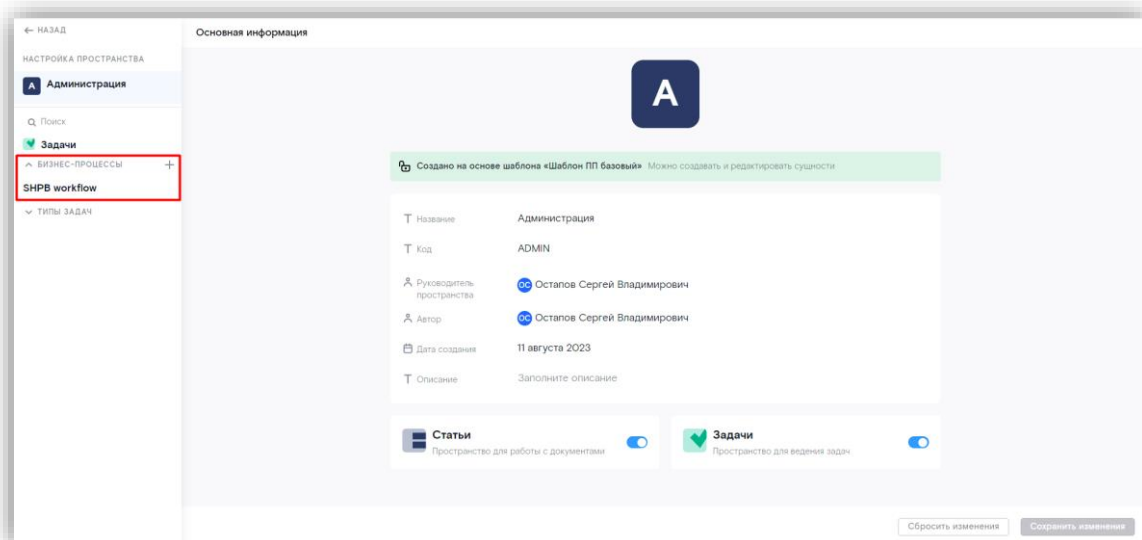 ← НАЗАД
Основная информация
НАСТРОЙКА ПРОСТРАНСТВА
А Администрация
А
Поиск
Задачи
БИЗНЕС-ПРОЦЕССЫ +
SHPB workflow
ТИПЫ ЗАДАЧ
Создано на основе шаблона «Шаблон ПП базовый» Можно создавать и редактировать сущности
Название Администрация
Код ADMIN
Руководитель пространства ОС Остапов Сергей Владимирович
Автор ОС Остапов Сергей Владимирович
Дата создания 11 августа 2023
Описание Заполните описание
Статьи
Пространство для работы с документами
Задачи
Пространство для ведения задач
Сбросить изменения Сохранить изменения